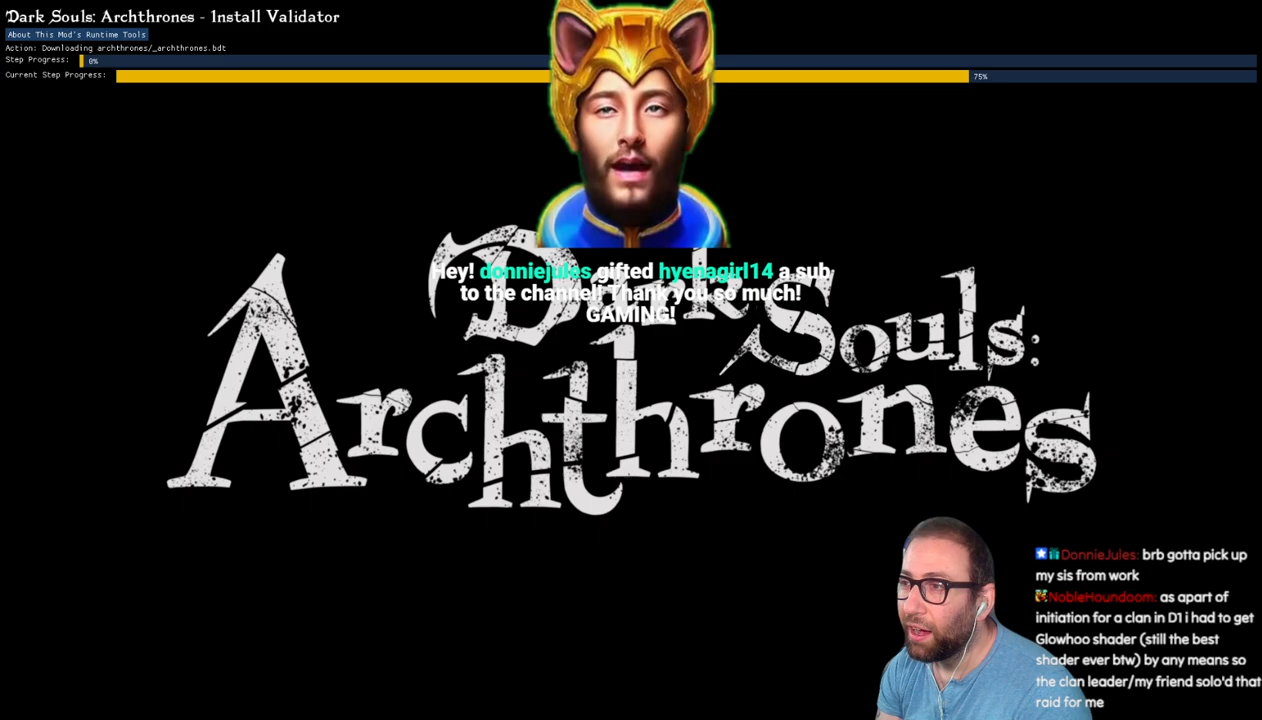 Dark Souls: Archthrones - Install Validator
About This Mod's Runtime Tools
Action: Downloading archthrones/_archthrones.bdt
Step Progress: 0%
Current Step Progress: 75%
Hey! donniejules gifted hyenagirl14 a sub
to the channel! Thank you so much!
GAMING!
Dark Souls:
Archthrones
DonnieJules: brb gotta pick up
my sis from work
NobleHoundoom: as apart of
initiation for a clan in D1 i had to get
Glowhoo shader (still the best
shader ever btw) by any means so
the clan leader/my friend solo'd that
raid for me